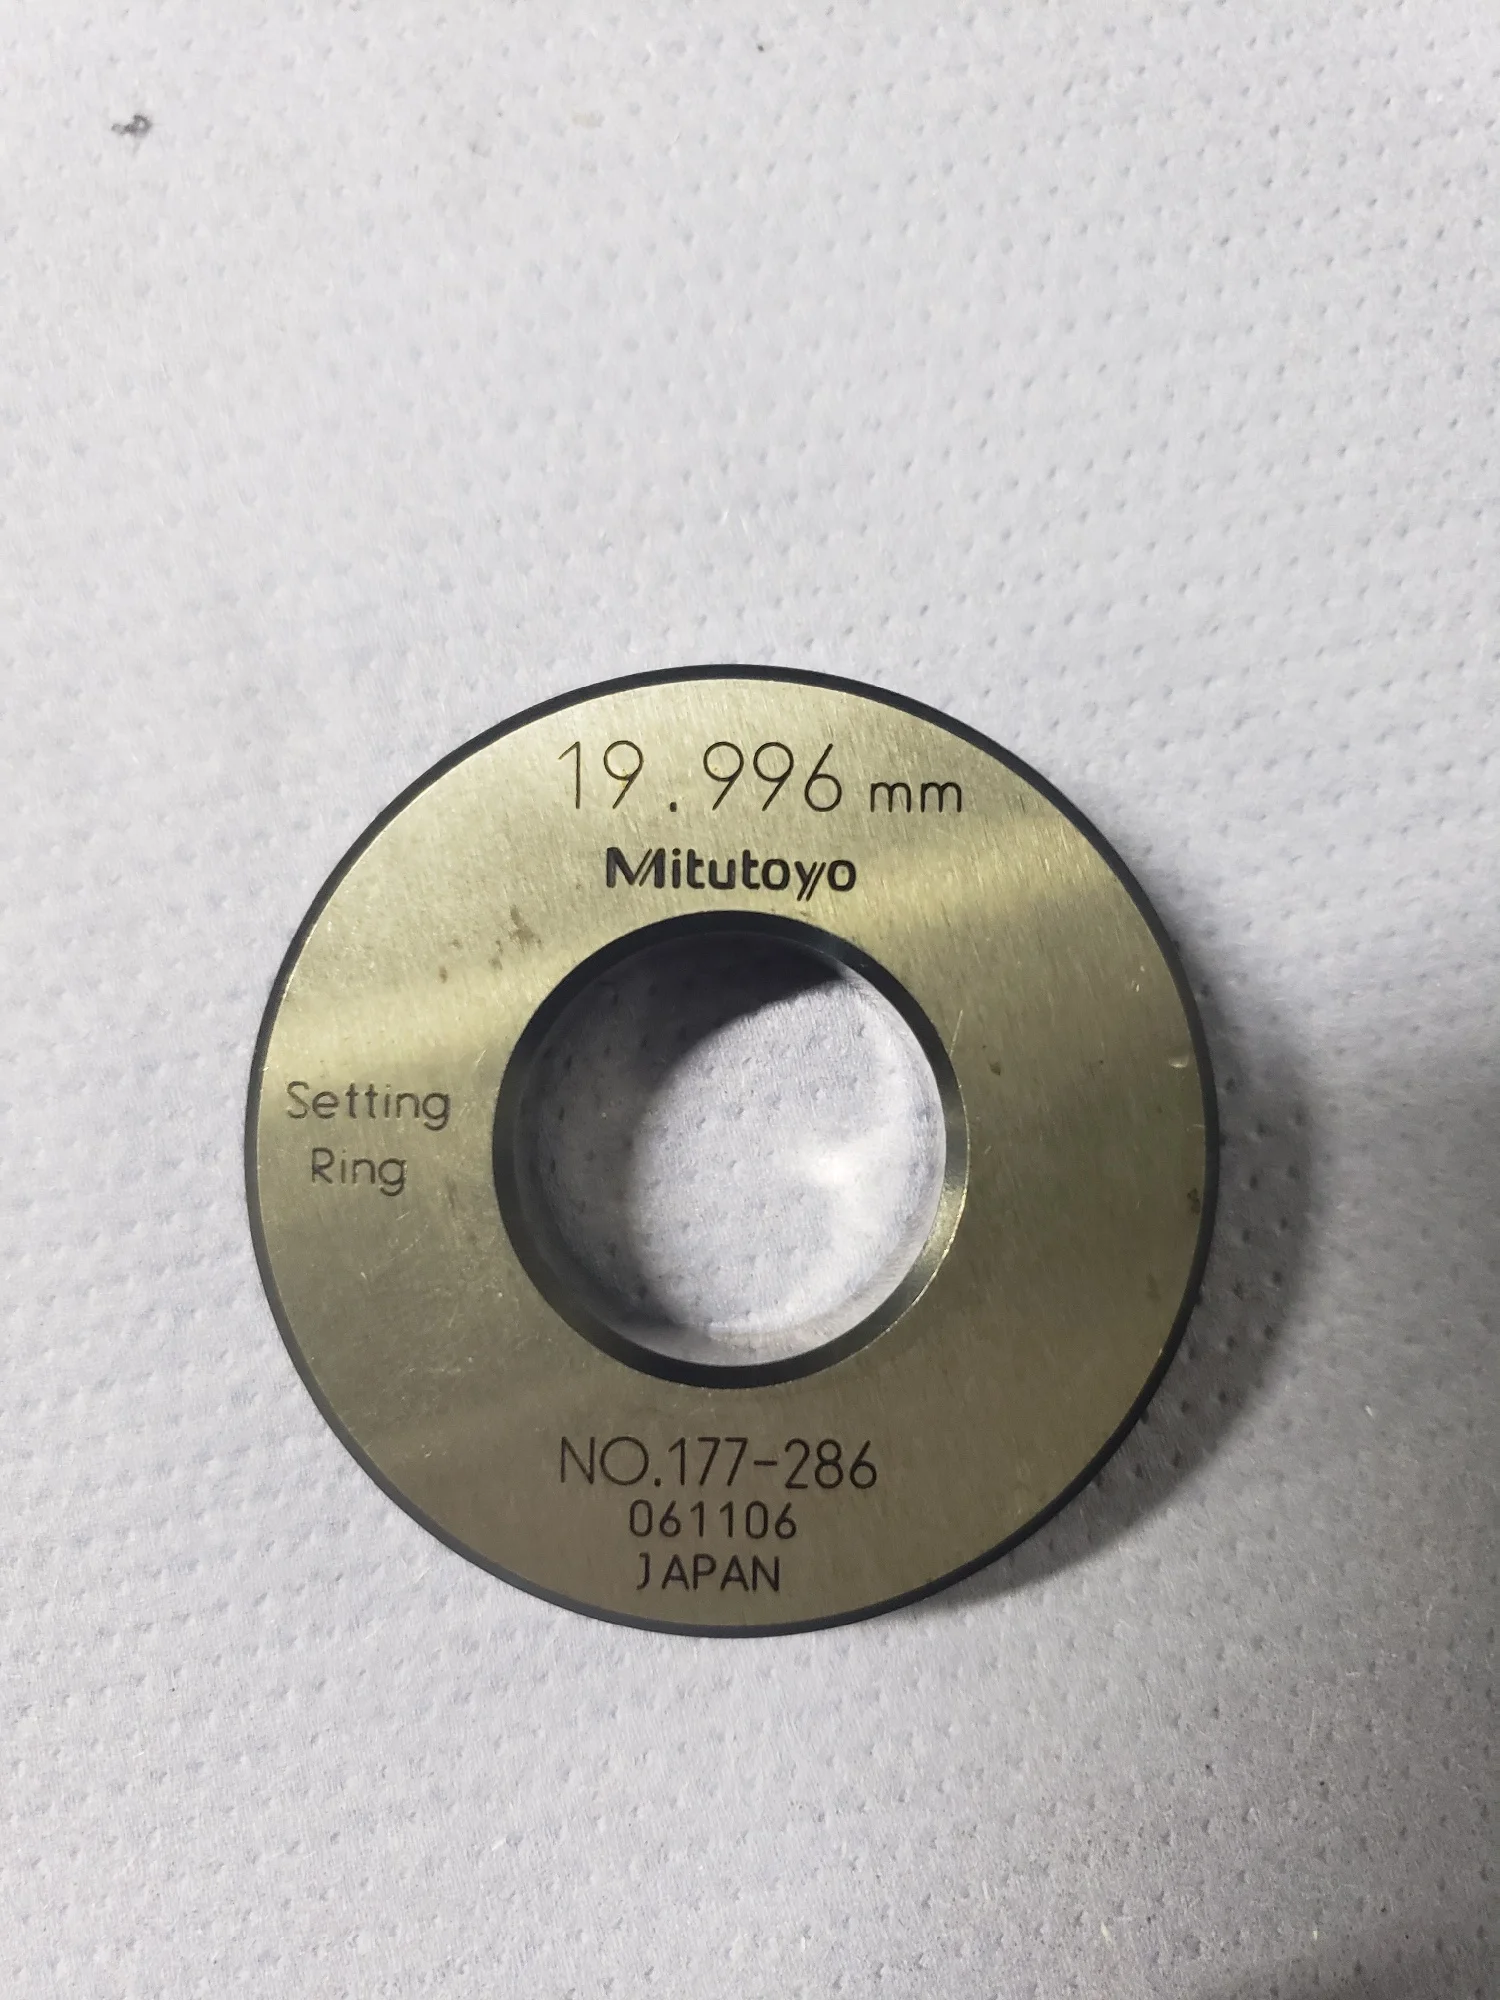 19.996 mm
Mitutoyo
Setting
Ring
NO.177-286
061106
JAPAN